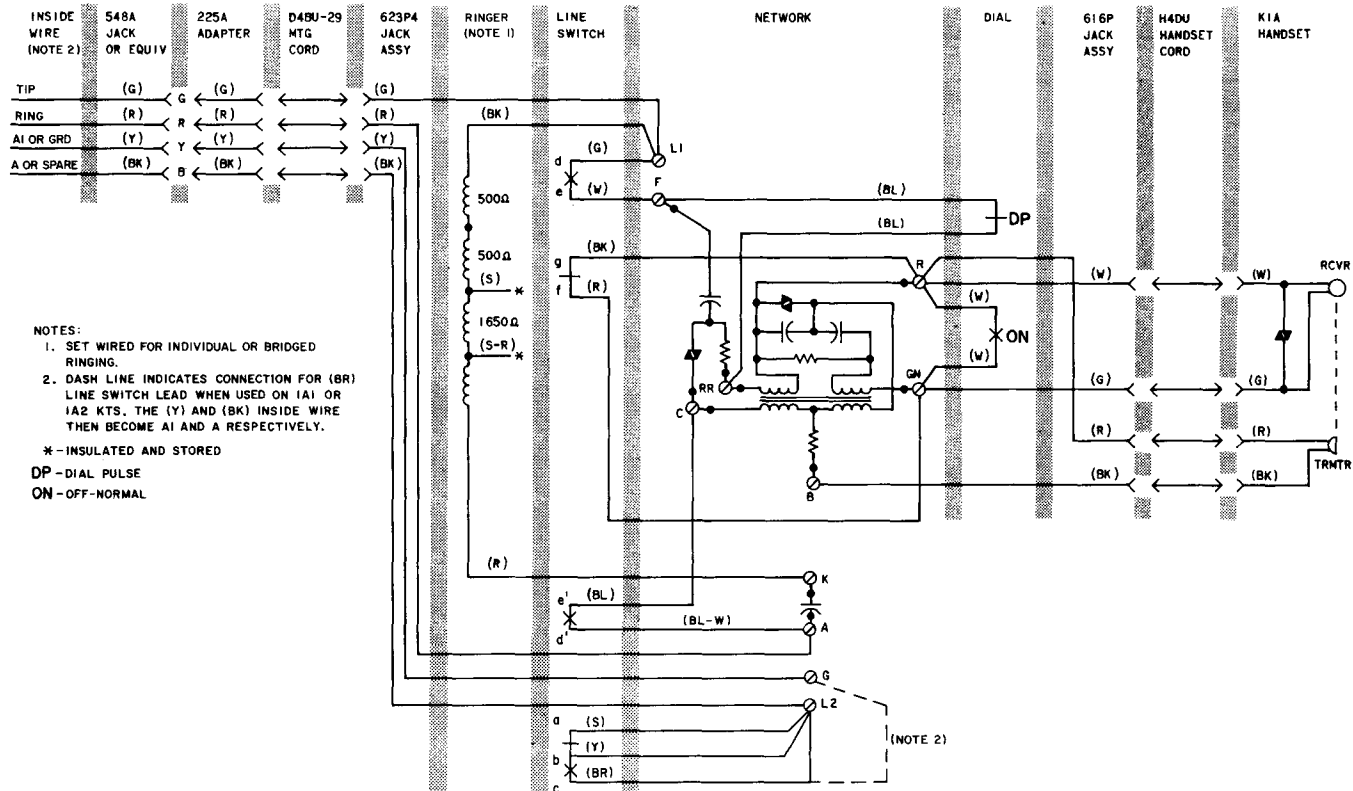 INSIDE WIRE (NOTE 2)
548A JACK OR EQUIV
225A ADAPTER
D4BU-29 MTG CORD
623P4 JACK ASSY
RINGER (NOTE 1)
LINE SWITCH
NETWORK
DIAL
616P JACK ASSY
H4DU HANDSET CORD
K1A HANDSET
TIP (G) G (G) (G)
RING (R) R (R) (R)
A1 OR GRD (Y) Y (Y) (Y)
A OR SPARE (BK) B (BK) (BK)
(BK)
L1
d (G)
e (W)
F
(BL)
(BL)
DP
500Ω
500Ω
(S) *
1650Ω
(S-R) *
g (BK)
f (R)
R
(W) (W) (W)
RCVR
(W)
ON
(W)
GN
(G) (G)
RR
C
(R) (R)
(BK) (BK)
TRMTR
B
NOTES:
1. SET WIRED FOR INDIVIDUAL OR BRIDGED
RINGING.
2. DASH LINE INDICATES CONNECTION FOR (BR)
LINE SWITCH LEAD WHEN USED ON 1A1 OR
1A2 KTS. THE (Y) AND (BK) INSIDE WIRE
THEN BECOME A1 AND A RESPECTIVELY.
*-INSULATED AND STORED
DP-DIAL PULSE
ON-OFF-NORMAL
(R)
K
e' (BL)
d' (BL-W)
A
G
L2
a (S)
b (Y)
c (BR)
(NOTE 2)